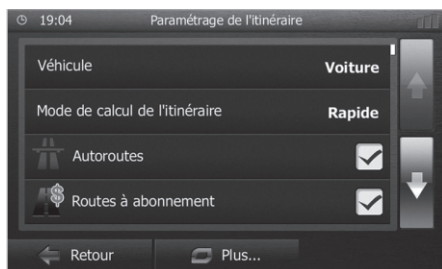 19:04 Paramétrage de l'itinéraire
Véhicule Voiture
Mode de calcul de l'itinéraire Rapide
Autoroutes
Routes à abonnement
Retour Plus...